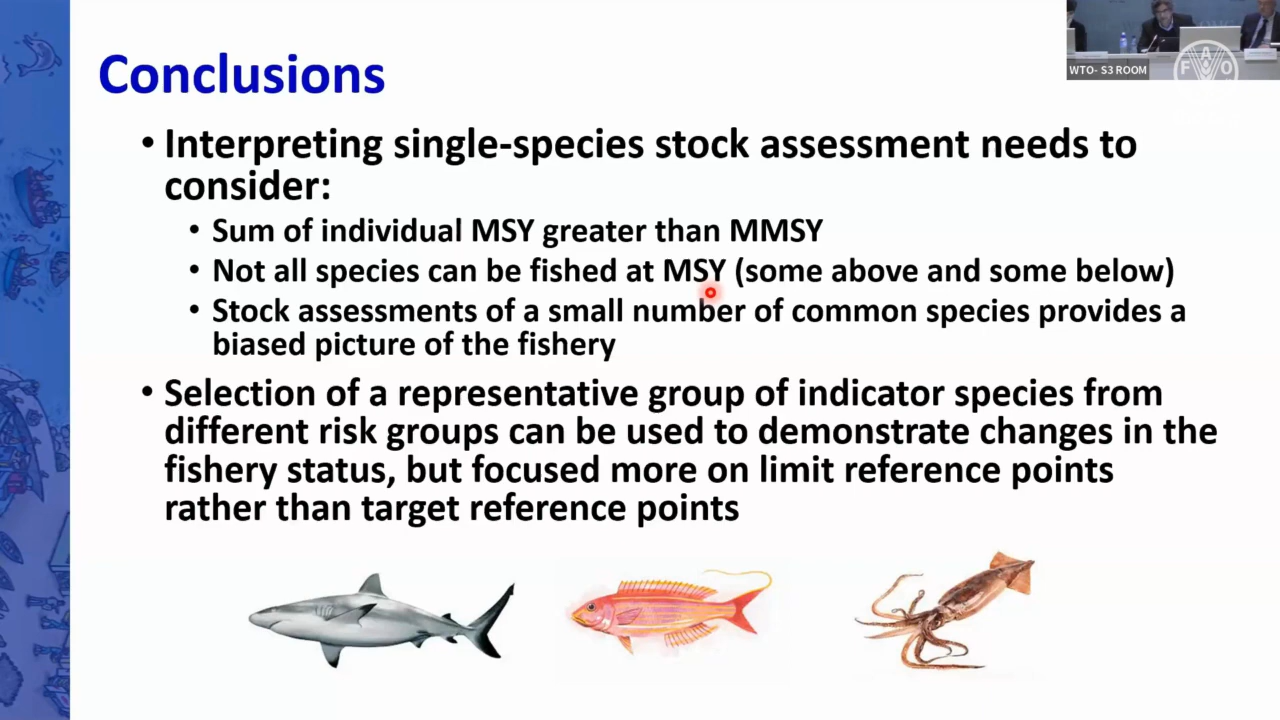 Conclusions
• Interpreting single-species stock assessment needs to
consider:
• Sum of individual MSY greater than MMSY
• Not all species can be fished at MSY (some above and some below)
• Stock assessments of a small number of common species provides a
biased picture of the fishery
• Selection of a representative group of indicator species from
different risk groups can be used to demonstrate changes in the
fishery status, but focused more on limit reference points
rather than target reference points
WTO- S3 ROOM
F A O